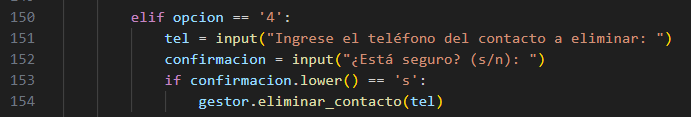 150 elif opcion == '4':
151 tel = input("Ingrese el teléfono del contacto a eliminar: ")
152 confirmacion = input("¿Está seguro? (s/n): ")
153 if confirmacion.lower() == 's':
154 gestor.eliminar_contacto(tel)